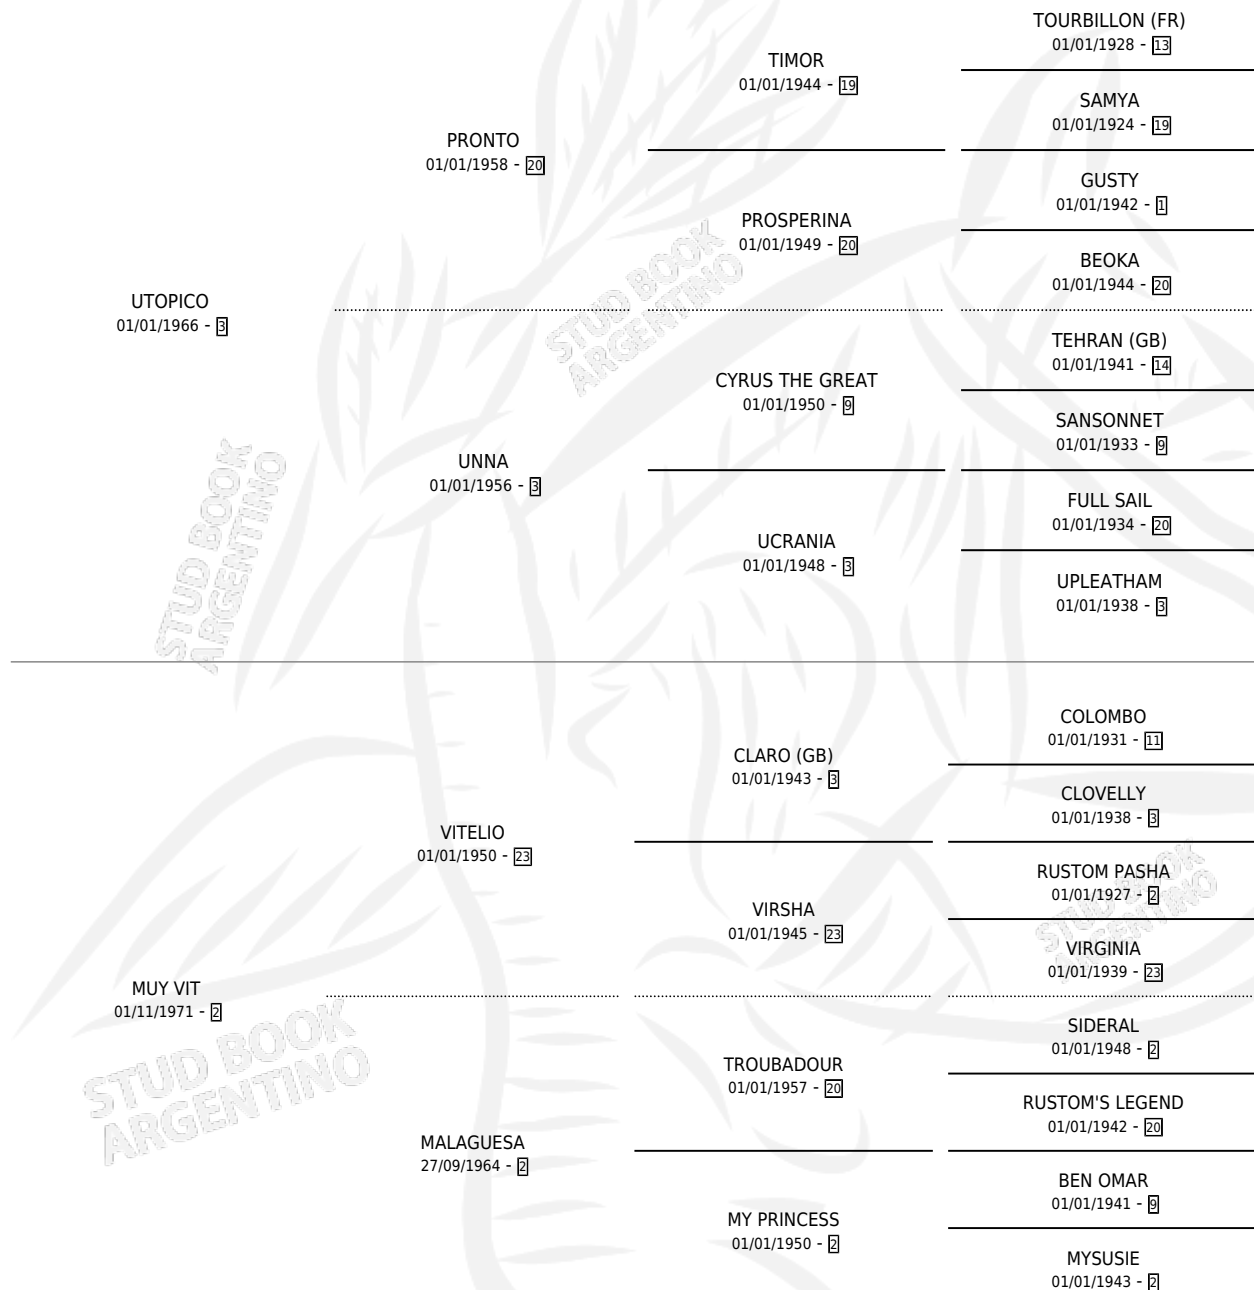 TOURBILLON (FR)
01/01/1928 - 13
TIMOR
01/01/1944 - 19
SAMYA
01/01/1924 - 19
PRONTO
01/01/1958 - 20
GUSTY
01/01/1942 - 1
PROSPERINA
01/01/1949 - 20
BEOKA
01/01/1944 - 20
UTOPICO
01/01/1966 - 3
STUD BOOK
ARGENTINO
TEHRAN (GB)
01/01/1941 - 14
CYRUS THE GREAT
01/01/1950 - 9
SANSONNET
01/01/1933 - 9
UNNA
01/01/1956 - 3
FULL SAIL
01/01/1934 - 20
UCRANIA
01/01/1948 - 3
UPLEATHAM
01/01/1938 - 3
STUD BOOK
ARGENTINO
COLOMBO
01/01/1931 - 11
CLARO (GB)
01/01/1943 - 3
CLOVELLY
01/01/1938 - 3
VITELIO
01/01/1950 - 23
RUSTOM PASHA
01/01/1927 - 2
VIRSHA
01/01/1945 - 23
VIRGINIA
01/01/1939 - 23
STUD BOOK
ARGENTINO
MUY VIT
01/11/1971 - 2
STUD BOOK
ARGENTINO
SIDERAL
01/01/1948 - 2
TROUBADOUR
01/01/1957 - 20
RUSTOM'S LEGEND
01/01/1942 - 20
MALAGUESA
27/09/1964 - 2
BEN OMAR
01/01/1941 - 9
MY PRINCESS
01/01/1950 - 2
MYSUSIE
01/01/1943 - 2